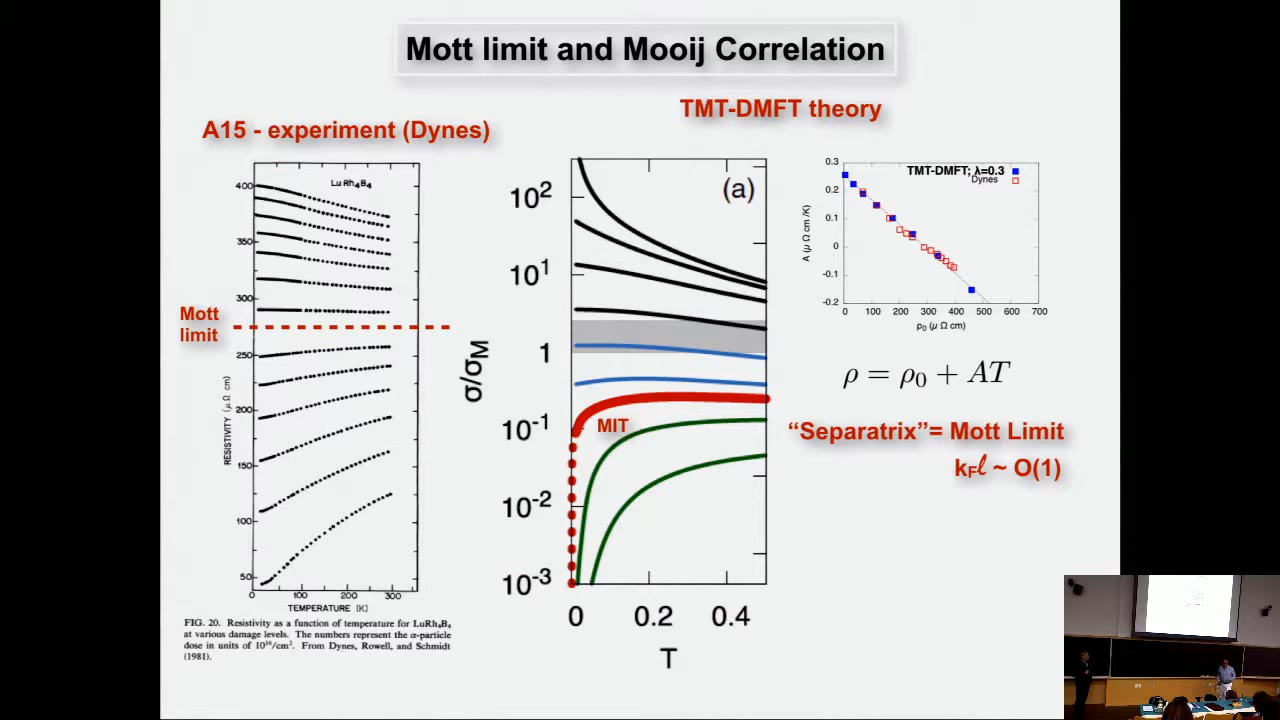 Mott limit and Mooij Correlation
TMT-DMFT theory
A15 - experiment (Dynes)
Lu Rh4B4
400
350
300
250
200
150
100
50
RESISTIVITY (μ Ω cm)
0
100
200
300
TEMPERATURE [K]
Mott
limit
FIG. 20. Resistivity as a function of temperature for LuRh4B4
at various damage levels. The numbers represent the α-particle
dose in units of 10^16/cm². From Dynes, Rowell, and Schmidt
(1981).
(a)
10^2
10^1
1
10^-1
10^-2
10^-3
σ/σM
MIT
0
0.2
0.4
T
TMT-DMFT; λ=0.3
Dynes
0.3
0.2
0.1
0
-0.1
-0.2
A (μ Ω cm /K)
0 100 200 300 400 500 600 700
ρ0 (μ Ω cm)
ρ = ρ0 + AT
“Separatrix”= Mott Limit
kFℓ ~ O(1)